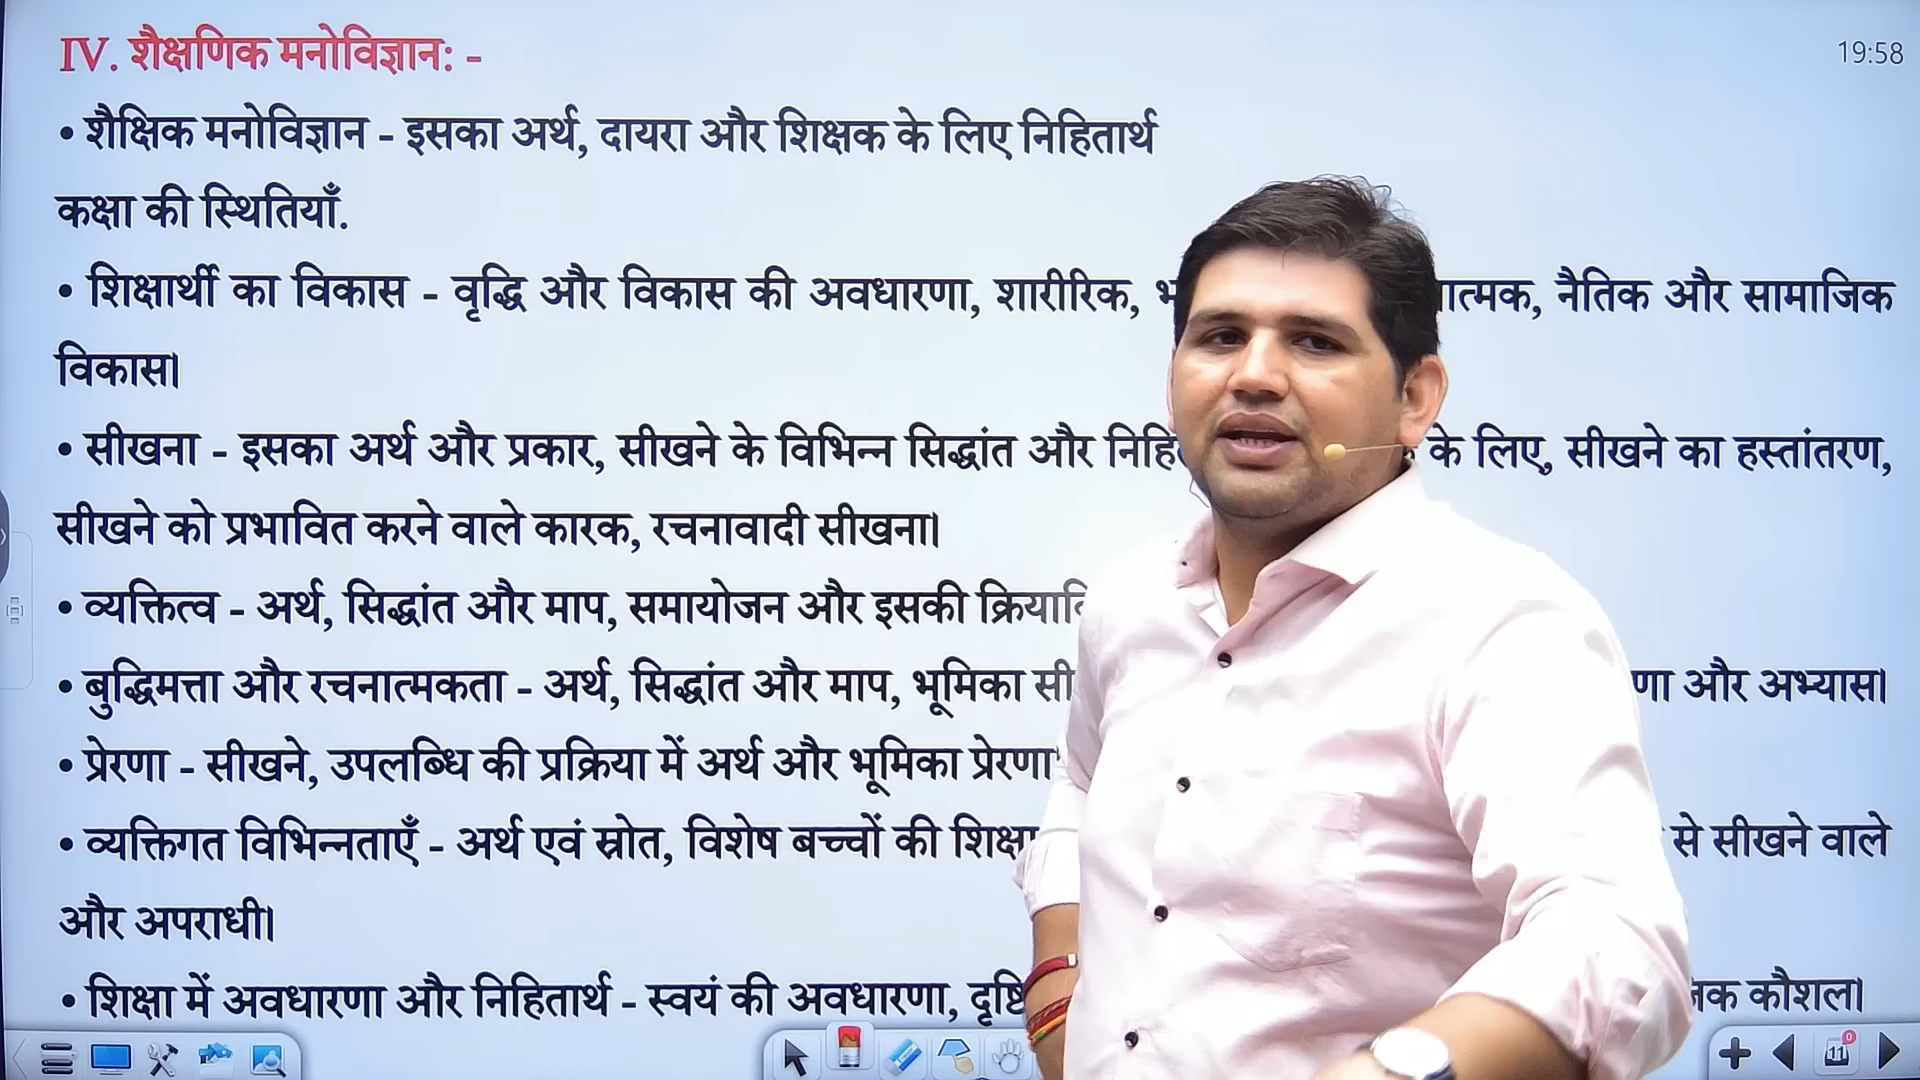 IV. शैक्षणिक मनोविज्ञान: -
19:58
• शैक्षिक मनोविज्ञान - इसका अर्थ, दायरा और शिक्षक के लिए निहितार्थ
कक्षा की स्थितियाँ.
• शिक्षार्थी का विकास - वृद्धि और विकास की अवधारणा, शारीरिक, नैतिक और सामाजिक
विकास।
• सीखना - इसका अर्थ और प्रकार, सीखने के विभिन्न सिद्धांत और के लिए, सीखने का हस्तांतरण,
सीखने को प्रभावित करने वाले कारक, रचनावादी सीखना।
• व्यक्तित्व - अर्थ, सिद्धांत और माप, समायोजन और इसकी
• बुद्धिमत्ता और रचनात्मकता - अर्थ, सिद्धांत और माप, भूमिका और अभ्यास।
• प्रेरणा - सीखने, उपलब्धि की प्रक्रिया में अर्थ और भूमिका प्रेरणा
• व्यक्तिगत विभिन्नताएँ - अर्थ एवं स्रोत, विशेष बच्चों की से सीखने वाले
और अपराधी।
• शिक्षा में अवधारणा और निहितार्थ - स्वयं की अवधारणा, कौशल।
11
0